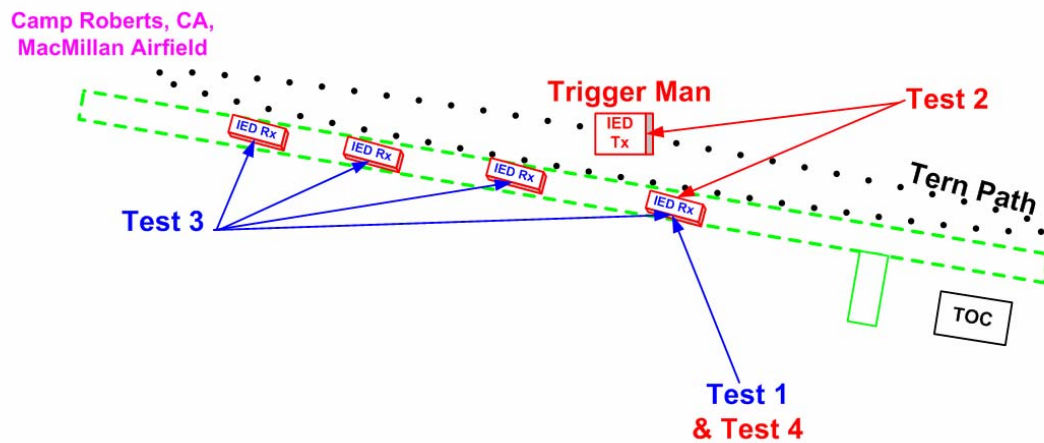 Camp Roberts, CA,
MacMillan Airfield
Trigger Man
Test 2
IED
Tx
IED Rx
IED Rx
IED Rx
IED Rx
Tern Path
Test 3
TOC
Test 1
& Test 4